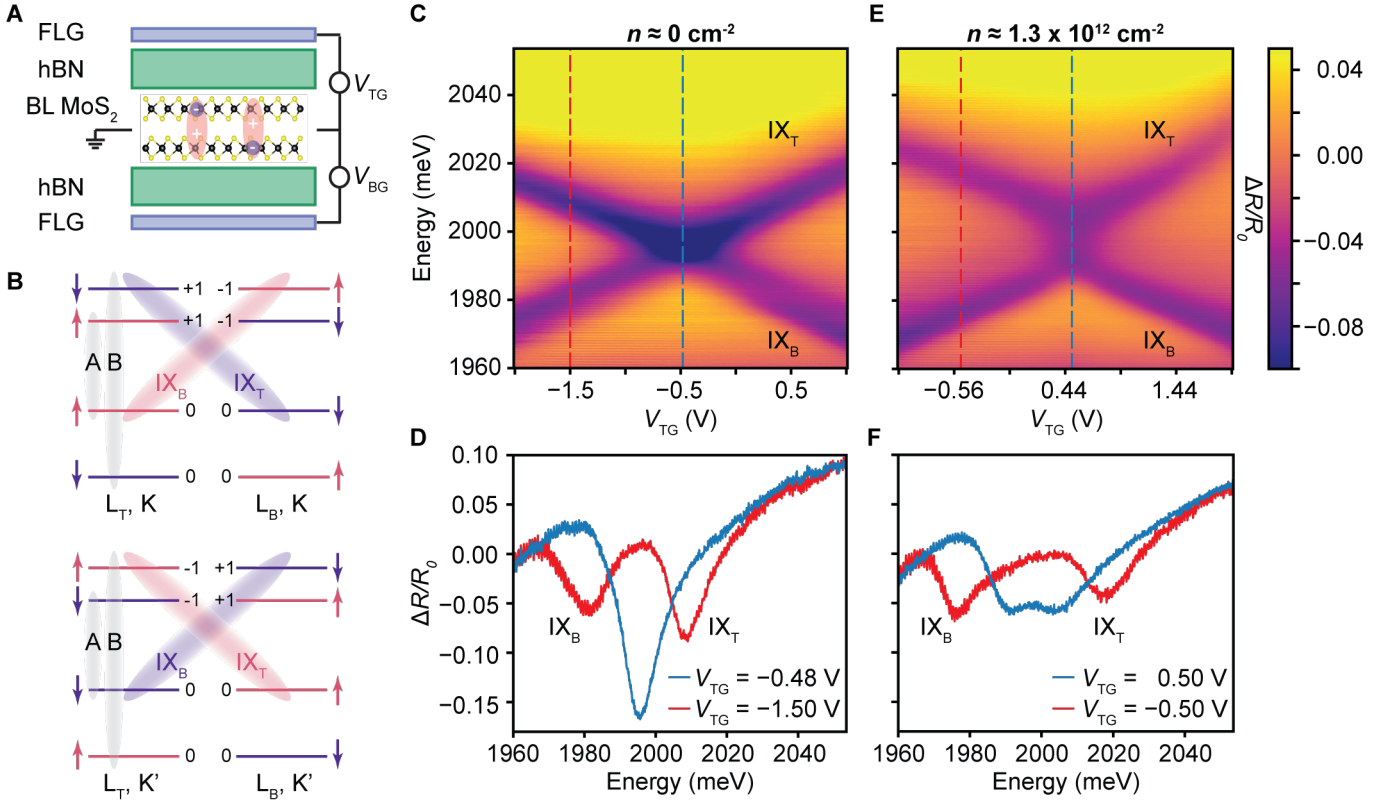 A
FLG
hBN
BL MoS2
hBN
FLG
VTG
VBG
- + + -
B
+1 -1
+1 -1
A B
IXB IXT
0 0
0 0
LT, K LB, K
-1 +1
-1 +1
A B
IXB IXT
0 0
0 0
LT, K' LB, K'
C
n ≈ 0 cm-2
Energy (meV)
2040
2020
2000
1980
1960
IXT
IXB
−1.5 −0.5 0.5
VTG (V)
D
ΔR/R0
0.10
0.05
0.00
−0.05
−0.10
−0.15
IXB
IXT
VTG = −0.48 V
VTG = −1.50 V
1960 1980 2000 2020 2040
Energy (meV)
E
n ≈ 1.3 x 1012 cm-2
IXT
IXB
−0.56 0.44 1.44
VTG (V)
ΔR/R0
0.04
0.00
−0.04
−0.08
F
IXB
IXT
VTG = 0.50 V
VTG = −0.50 V
1960 1980 2000 2020 2040
Energy (meV)